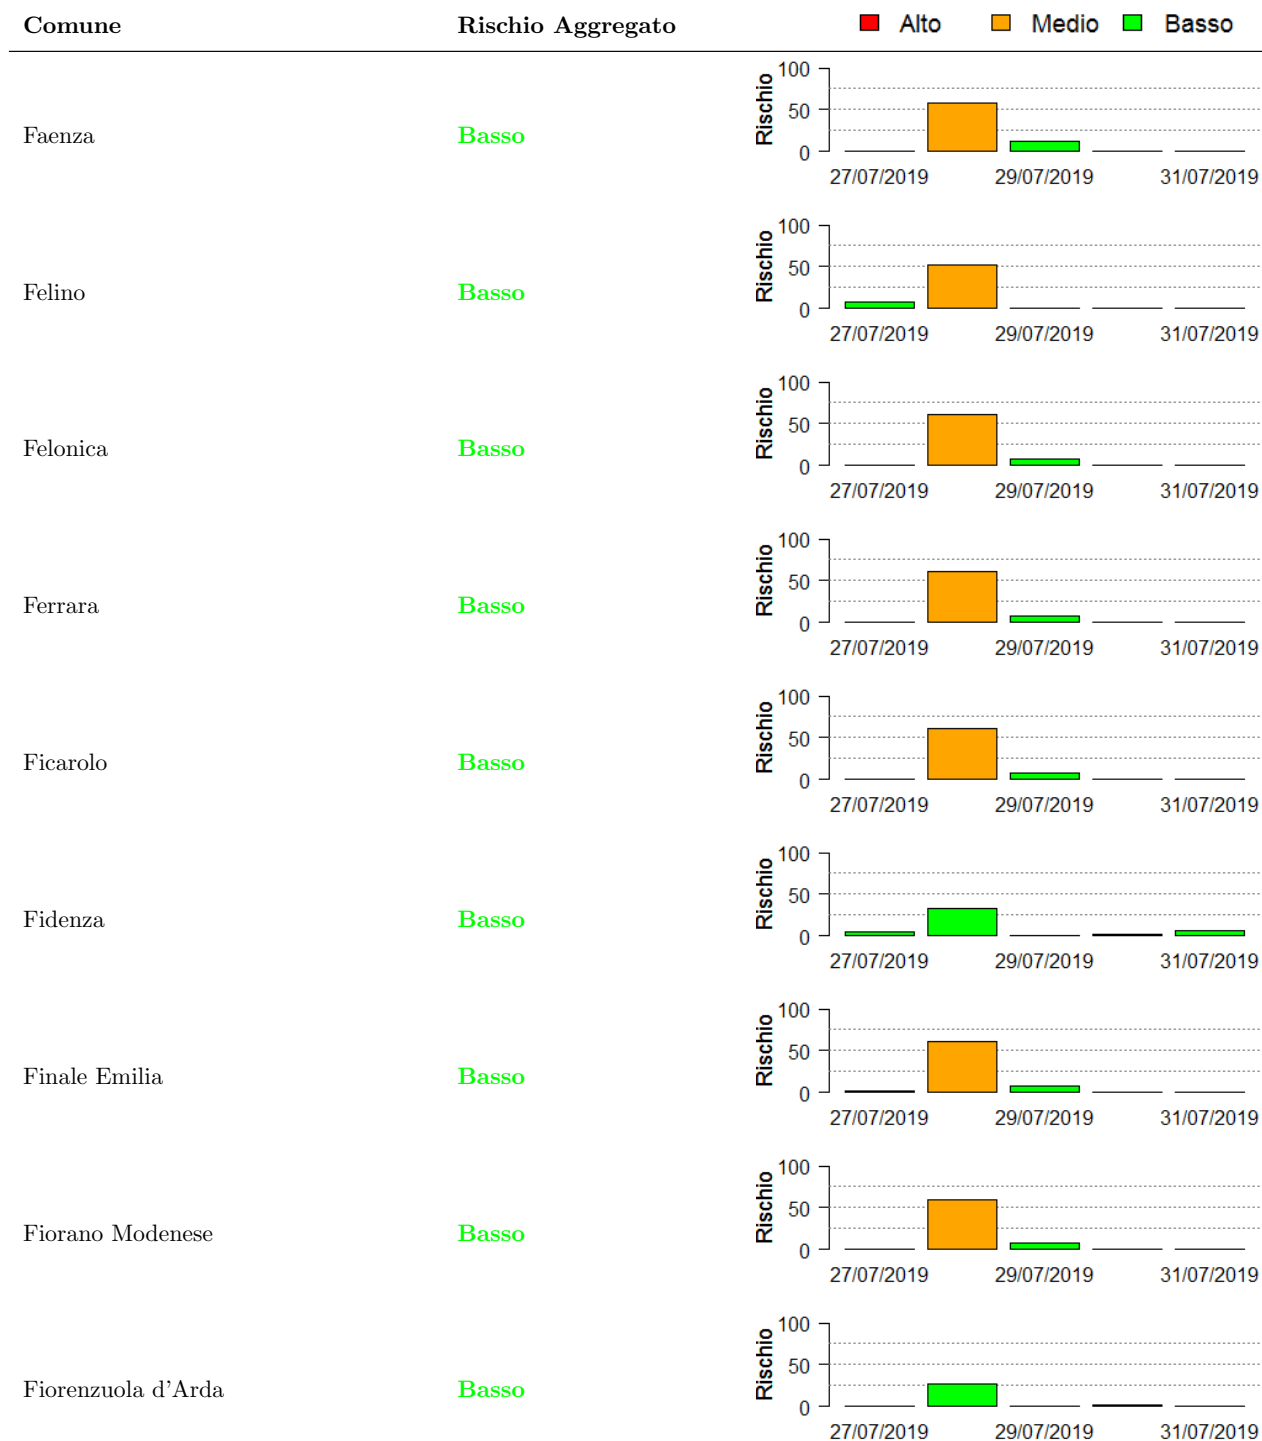 Comune Rischio Aggregato Alto Medio Basso
Faenza Basso
Rischio
100
50
0
27/07/2019 29/07/2019 31/07/2019
Felino Basso
Rischio
100
50
0
27/07/2019 29/07/2019 31/07/2019
Felonica Basso
Rischio
100
50
0
27/07/2019 29/07/2019 31/07/2019
Ferrara Basso
Rischio
100
50
0
27/07/2019 29/07/2019 31/07/2019
Ficarolo Basso
Rischio
100
50
0
27/07/2019 29/07/2019 31/07/2019
Fidenza Basso
Rischio
100
50
0
27/07/2019 29/07/2019 31/07/2019
Finale Emilia Basso
Rischio
100
50
0
27/07/2019 29/07/2019 31/07/2019
Fiorano Modenese Basso
Rischio
100
50
0
27/07/2019 29/07/2019 31/07/2019
Fiorenzuola d'Arda Basso
Rischio
100
50
0
27/07/2019 29/07/2019 31/07/2019